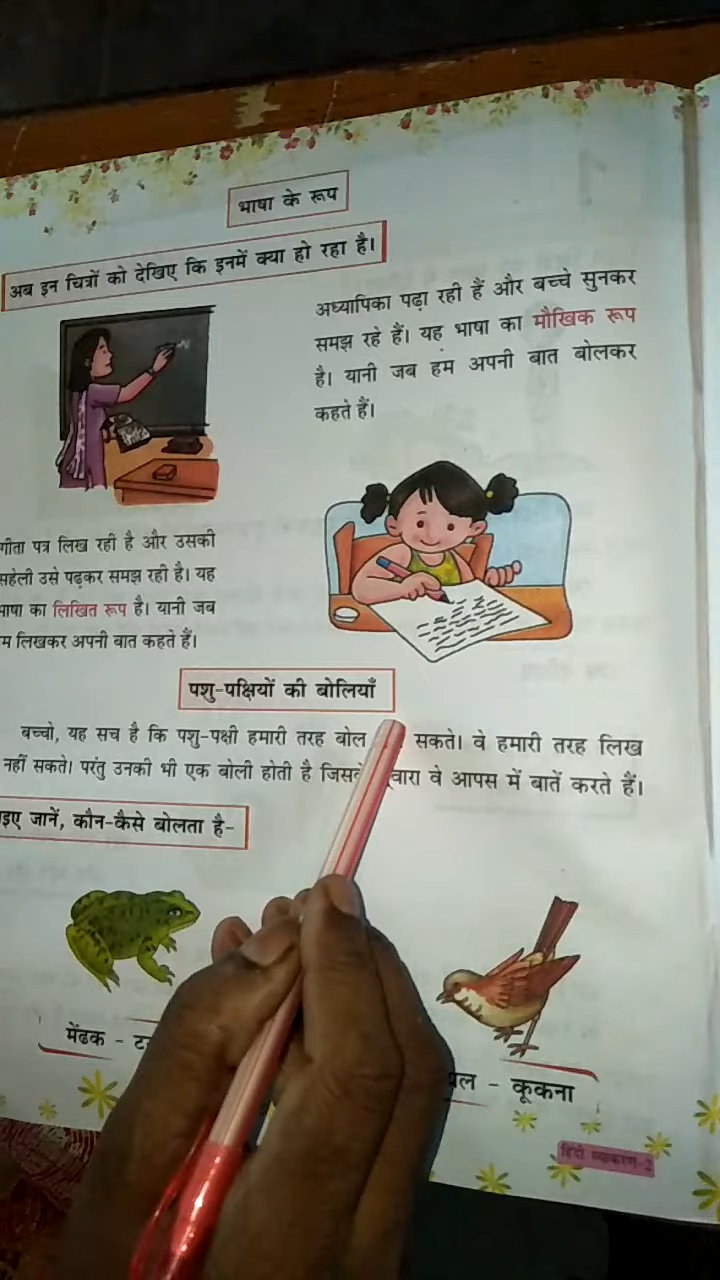 भाषा के रूप
अब इन चित्रों को देखिए कि इनमें क्या हो रहा है।
अध्यापिका पढ़ा रही हैं और बच्चे सुनकर
समझ रहे हैं। यह भाषा का मौखिक रूप
है। यानी जब हम अपनी बात बोलकर
कहते हैं।
गीता पत्र लिख रही है और उसकी
सहेली उसे पढ़कर समझ रही है। यह
भाषा का लिखित रूप है। यानी जब
लिखकर अपनी बात कहते हैं।
पशु-पक्षियों की बोलियाँ
बच्चो, यह सच है कि पशु-पक्षी हमारी तरह बोल सकते। वे हमारी तरह लिख
नहीं सकते। परंतु उनकी भी एक बोली होती है वे आपस में बातें करते हैं।
जानें, कौन-कैसे बोलता है-
मेंढक -
- कूकना
हिंदी व्याकरण-2